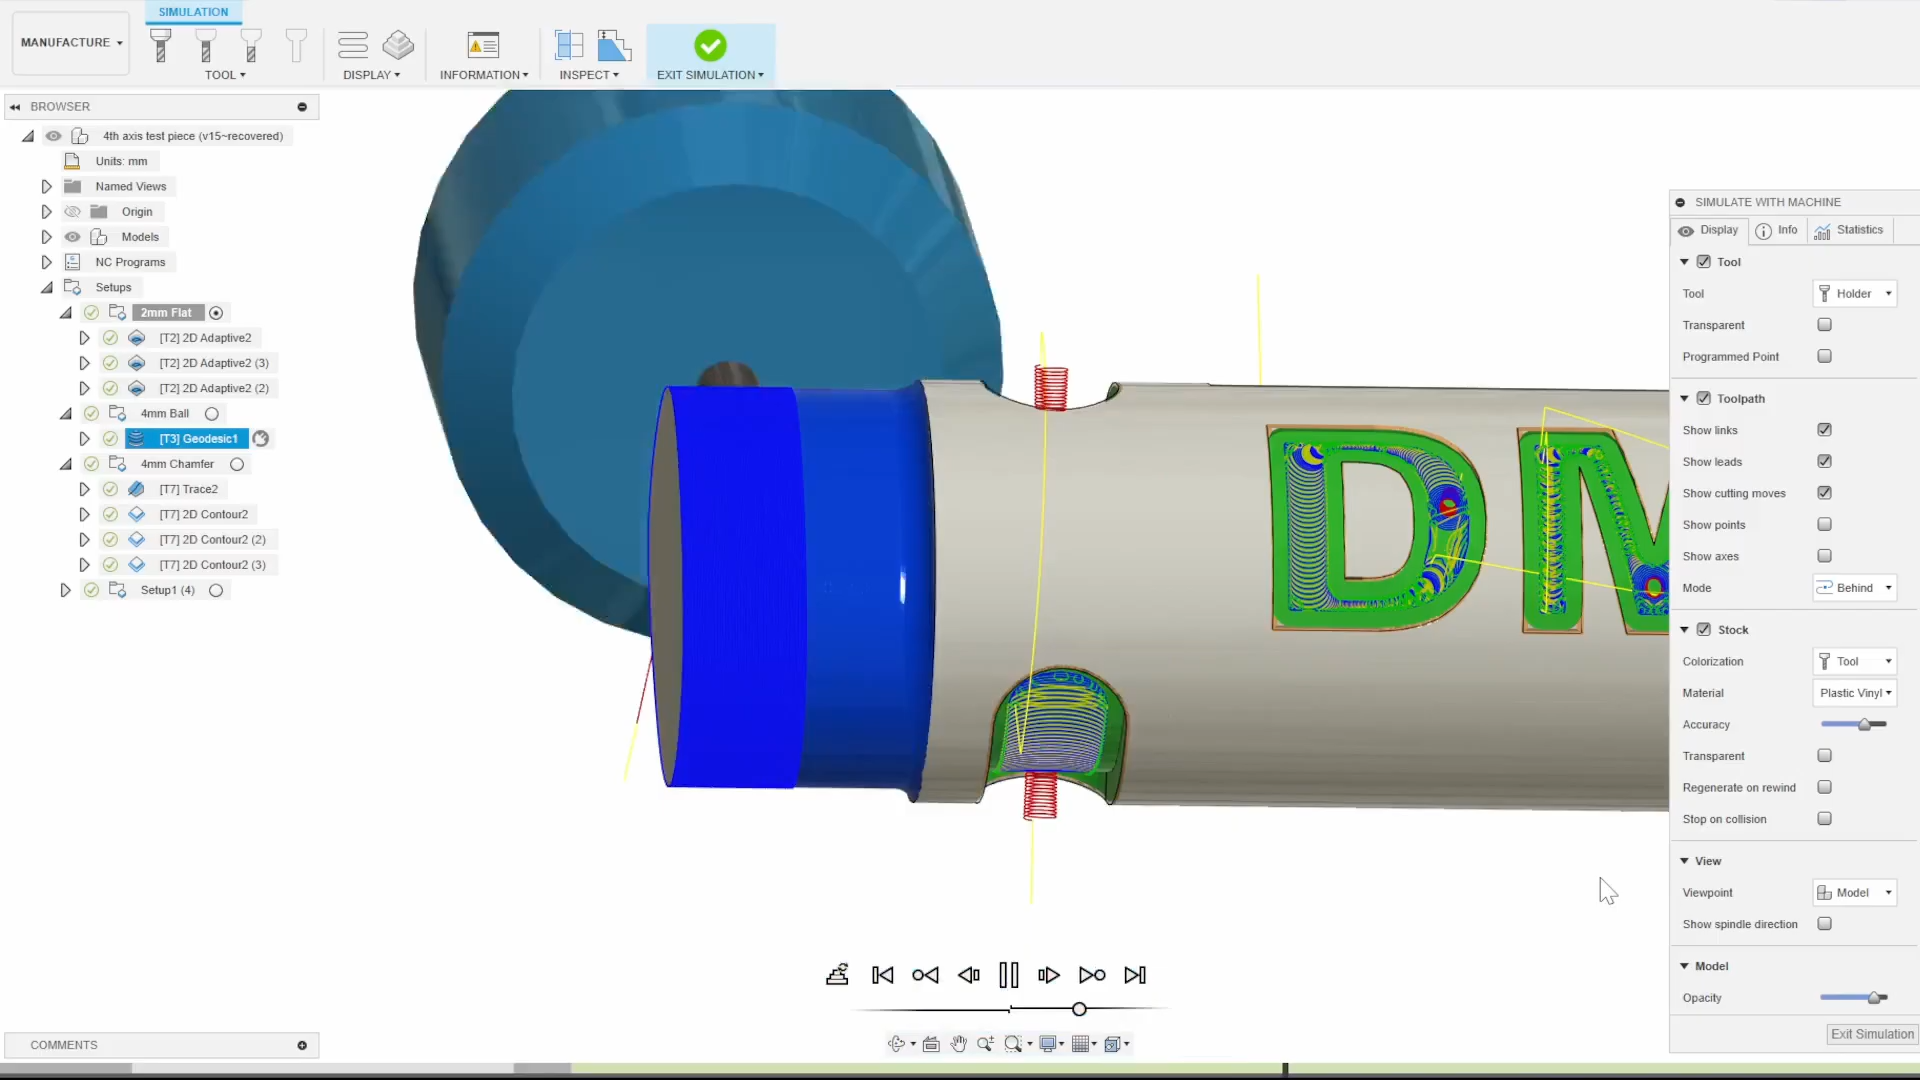 SIMULATION
MANUFACTURE
TOOL
DISPLAY
INFORMATION
INSPECT
EXIT SIMULATION
BROWSER
4th axis test piece (v15~recovered)
Units: mm
Named Views
Origin
Models
NC Programs
Setups
2mm Flat
[T2] 2D Adaptive2
[T2] 2D Adaptive2 (3)
[T2] 2D Adaptive2 (2)
4mm Ball
[T3] Geodesic1
4mm Chamfer
[T7] Trace2
[T7] 2D Contour2
[T7] 2D Contour2 (2)
[T7] 2D Contour2 (3)
Setup1 (4)
COMMENTS
DM
SIMULATE WITH MACHINE
Display Info Statistics
Tool
Tool Holder
Transparent
Programmed Point
Toolpath
Show links
Show leads
Show cutting moves
Show points
Show axes
Mode Behind
Stock
Colorization Tool
Material Plastic Vinyl
Accuracy
Transparent
Regenerate on rewind
Stop on collision
View
Viewpoint Model
Show spindle direction
Model
Opacity
Exit Simulation